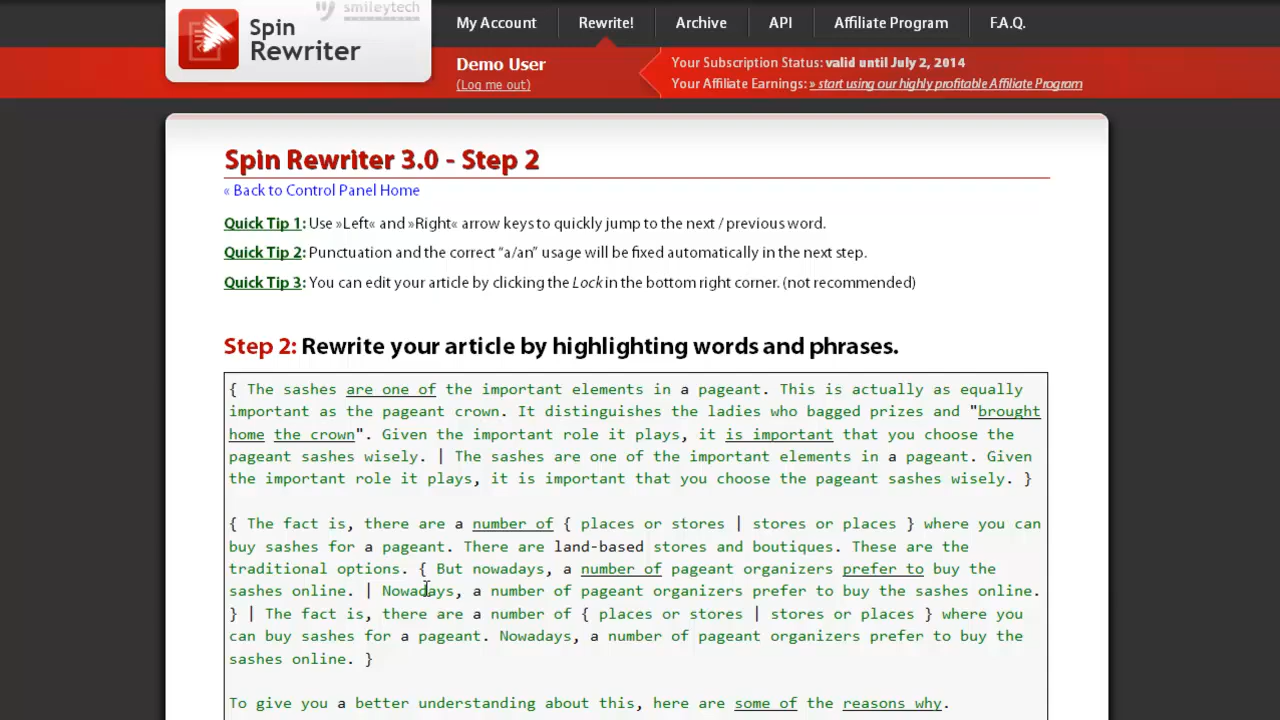 smileytech
Spin
Rewriter
My Account
Rewrite!
Archive
API
Affiliate Program
F.A.Q.
Demo User
(Log me out)
Your Subscription Status: valid until July 2, 2014
Your Affiliate Earnings: » start using our highly profitable Affiliate Program
Spin Rewriter 3.0 - Step 2
« Back to Control Panel Home
Quick Tip 1: Use »Left« and »Right« arrow keys to quickly jump to the next / previous word.
Quick Tip 2: Punctuation and the correct “a/an” usage will be fixed automatically in the next step.
Quick Tip 3: You can edit your article by clicking the Lock in the bottom right corner. (not recommended)
Step 2: Rewrite your article by highlighting words and phrases.
{ The sashes are one of the important elements in a pageant. This is actually as equally
important as the pageant crown. It distinguishes the ladies who bagged prizes and "brought
home the crown". Given the important role it plays, it is important that you choose the
pageant sashes wisely. | The sashes are one of the important elements in a pageant. Given
the important role it plays, it is important that you choose the pageant sashes wisely. }
{ The fact is, there are a number of { places or stores | stores or places } where you can
buy sashes for a pageant. There are land-based stores and boutiques. These are the
traditional options. { But nowadays, a number of pageant organizers prefer to buy the
sashes online. | Nowadays, a number of pageant organizers prefer to buy the sashes online.
} | The fact is, there are a number of { places or stores | stores or places } where you
can buy sashes for a pageant. Nowadays, a number of pageant organizers prefer to buy the
sashes online. }
To give you a better understanding about this, here are some of the reasons why.